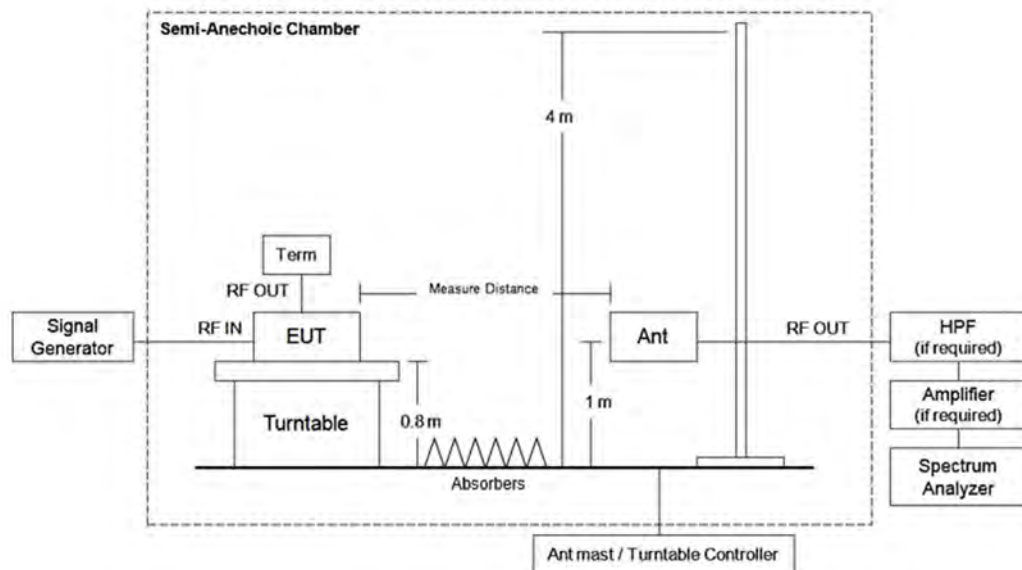 Semi-Anechoic Chamber
4 m
Term
RF OUT
Measure Distance
Signal
Generator
RF IN
EUT
Ant
RF OUT
HPF
(if required)
Turntable
0.8 m
1 m
Amplifier
(if required)
Absorbers
Spectrum
Analyzer
Ant mast / Turntable Controller